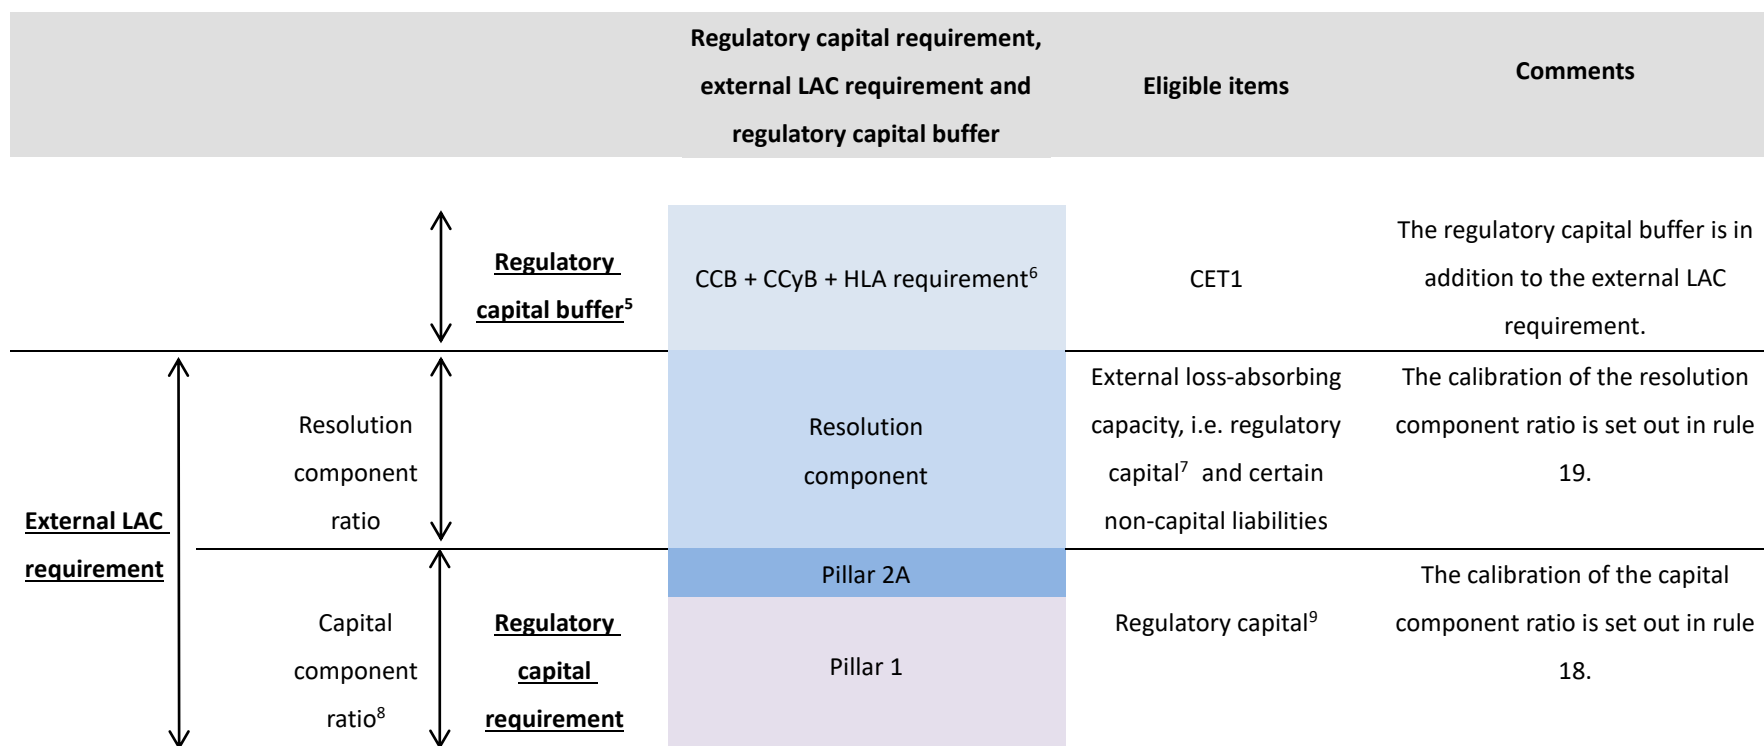 Regulatory capital requirement,
external LAC requirement and
regulatory capital buffer
Eligible items
Comments
Regulatory
capital buffer⁵
CCB + CCyB + HLA requirement⁶
CET1
The regulatory capital buffer is in
addition to the external LAC
requirement.
External LAC
requirement
Resolution
component
ratio
Resolution
component
External loss-absorbing
capacity, i.e. regulatory
capital⁷ and certain
non-capital liabilities
The calibration of the resolution
component ratio is set out in rule
19.
Capital
component
ratio⁸
Regulatory
capital
requirement
Pillar 2A
Pillar 1
Regulatory capital⁹
The calibration of the capital
component ratio is set out in rule
18.